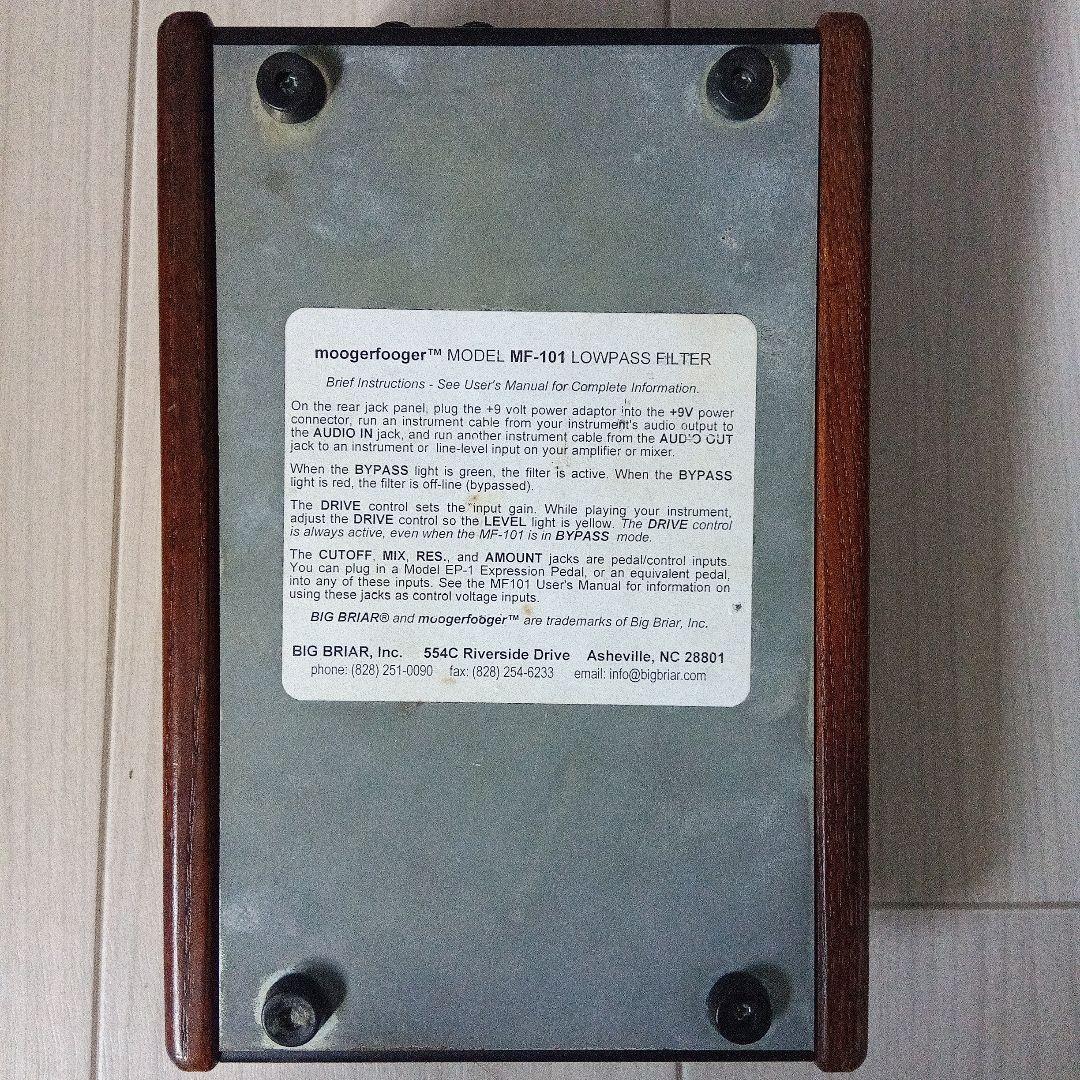 moogerfooger™ MODEL MF-101 LOWPASS FILTER
Brief Instructions - See User's Manual for Complete Information.
On the rear jack panel, plug the +9 volt power adaptor into the +9V power
connector, run an instrument cable from your instrument's audio output to
the AUDIO IN jack, and run another instrument cable from the AUDIO OUT
jack to an instrument or line-level input on your amplifier or mixer.
When the BYPASS light is green, the filter is active. When the BYPASS
light is red, the filter is off-line (bypassed).
The DRIVE control sets the input gain. While playing your instrument,
adjust the DRIVE control so the LEVEL light is yellow. The DRIVE control
is always active, even when the MF-101 is in BYPASS mode.
The CUTOFF, MIX, RES., and AMOUNT jacks are pedal/control inputs.
You can plug in a Model EP-1 Expression Pedal, or an equivalent pedal,
into any of these inputs. See the MF101 User's Manual for information on
using these jacks as control voltage inputs.
BIG BRIAR® and moogerfooger™ are trademarks of Big Briar, Inc.
BIG BRIAR, Inc. 554C Riverside Drive Asheville, NC 28801
phone: (828) 251-0090 fax: (828) 254-6233 email: info@bigbriar.com